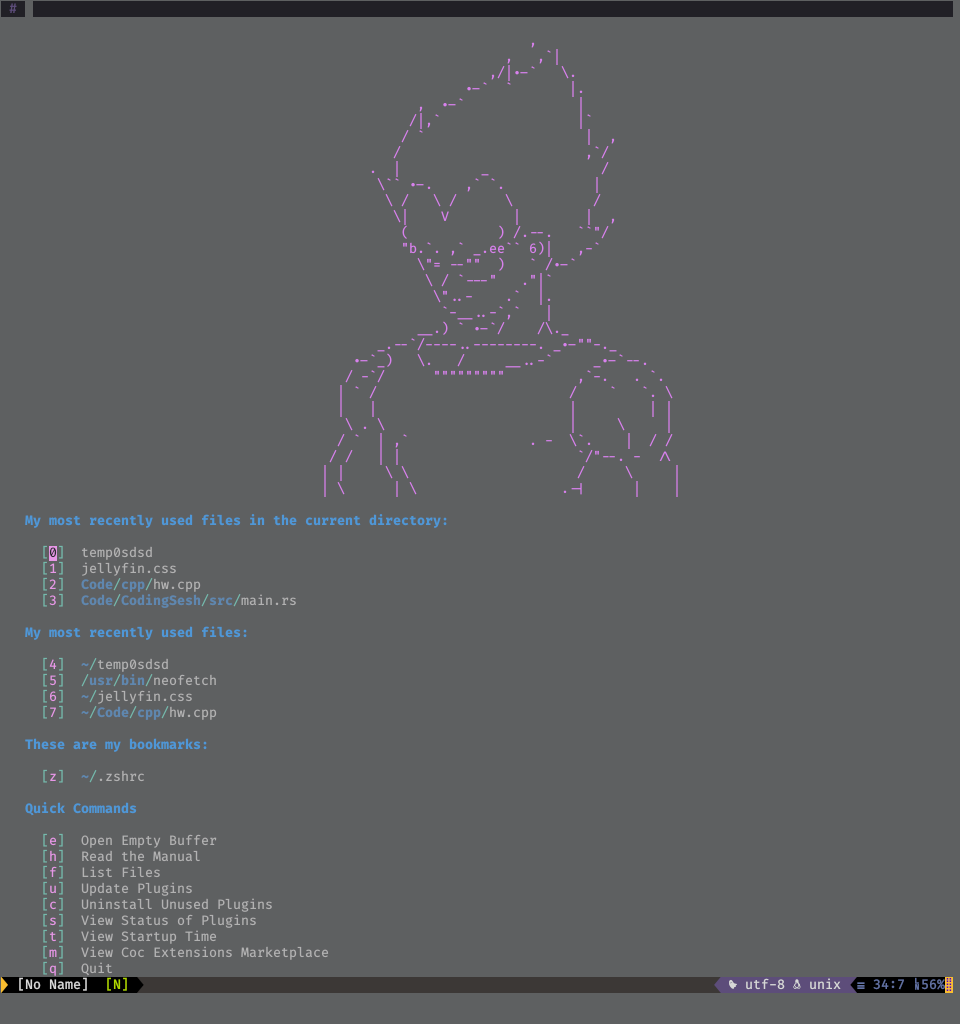 #
My most recently used files in the current directory:
[0]  temp0sdsd
[1]  jellyfin.css
[2]  Code/cpp/hw.cpp
[3]  Code/CodingSesh/src/main.rs
My most recently used files:
[4]  ~/temp0sdsd
[5]  /usr/bin/neofetch
[6]  ~/jellyfin.css
[7]  ~/Code/cpp/hw.cpp
These are my bookmarks:
[z]  ~/.zshrc
Quick Commands
[e]  Open Empty Buffer
[h]  Read the Manual
[f]  List Files
[u]  Update Plugins
[c]  Uninstall Unused Plugins
[s]  View Status of Plugins
[t]  View Startup Time
[m]  View Coc Extensions Marketplace
[q]  Quit
[No Name]  [N] utf-8 unix 34:7 56%